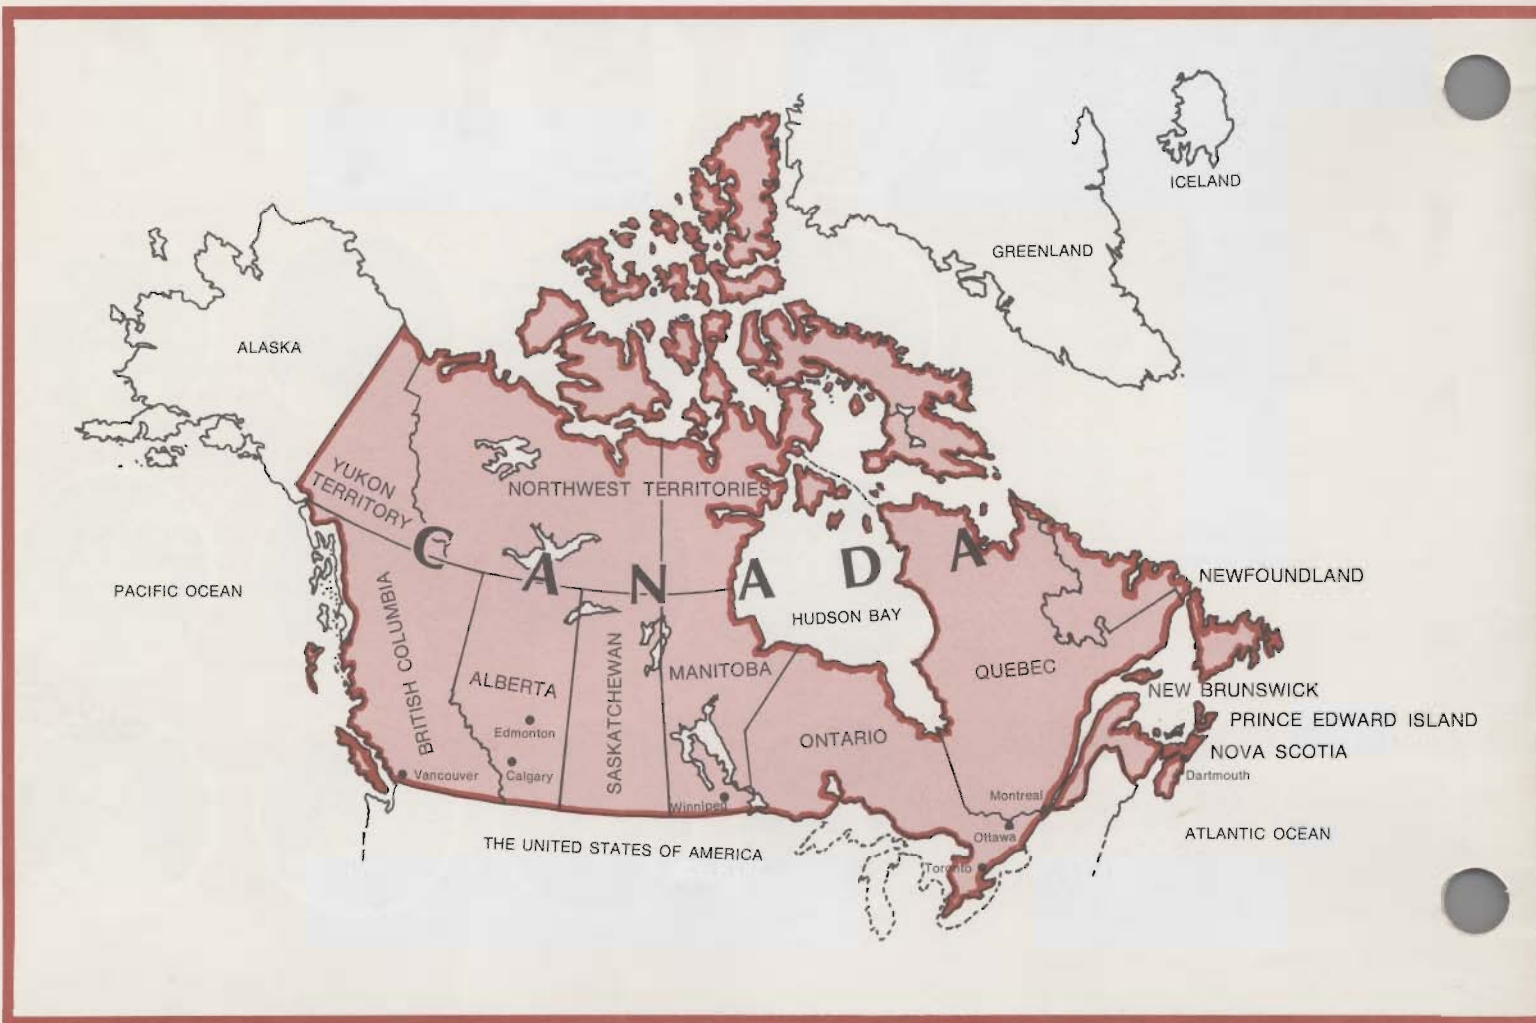 ICELAND
GREENLAND
ALASKA
YUKON
TERRITORY
NORTHWEST TERRITORIES
CANADA
PACIFIC OCEAN
NEWFOUNDLAND
HUDSON BAY
BRITISH COLUMBIA
ALBERTA
SASKATCHEWAN
MANITOBA
QUEBEC
NEW BRUNSWICK
PRINCE EDWARD ISLAND
Edmonton
ONTARIO
NOVA SCOTIA
Vancouver
Calgary
Dartmouth
Winnipeg
Montreal
Ottawa
ATLANTIC OCEAN
THE UNITED STATES OF AMERICA
Toronto